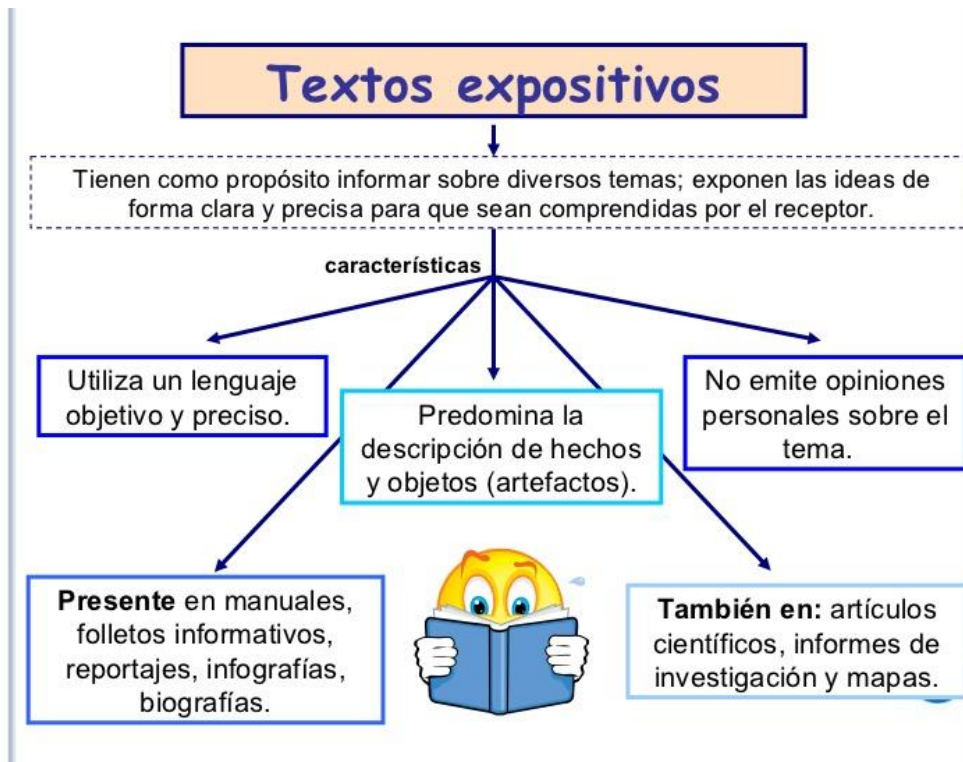 Textos expositivos
Tienen como propósito informar sobre diversos temas; exponen las ideas de
forma clara y precisa para que sean comprendidas por el receptor.
características
Utiliza un lenguaje
objetivo y preciso.
Predomina la
descripción de hechos
y objetos (artefactos).
No emite opiniones
personales sobre el
tema.
Presente en manuales,
folletos informativos,
reportajes, infografías,
biografías.
También en: artículos
científicos, informes de
investigación y mapas.